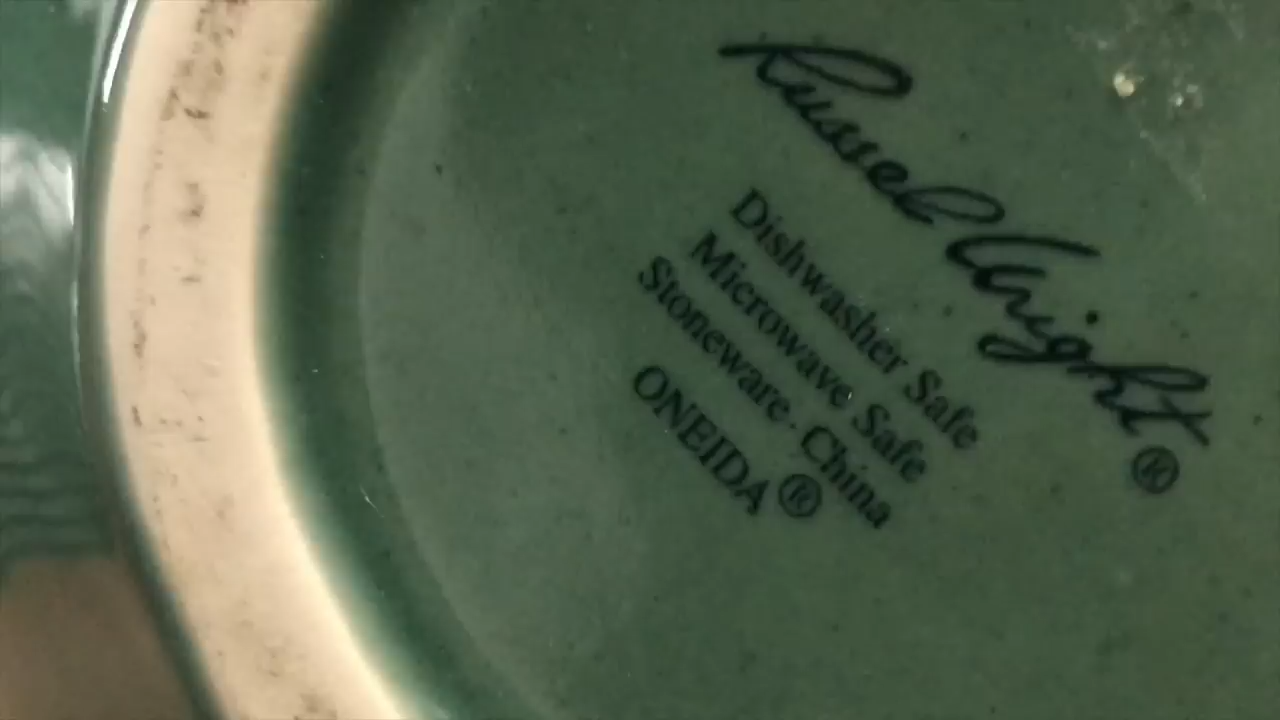 Russel Wright ®
Dishwasher Safe
Microwave Safe
Stoneware. China
ONEIDA ®